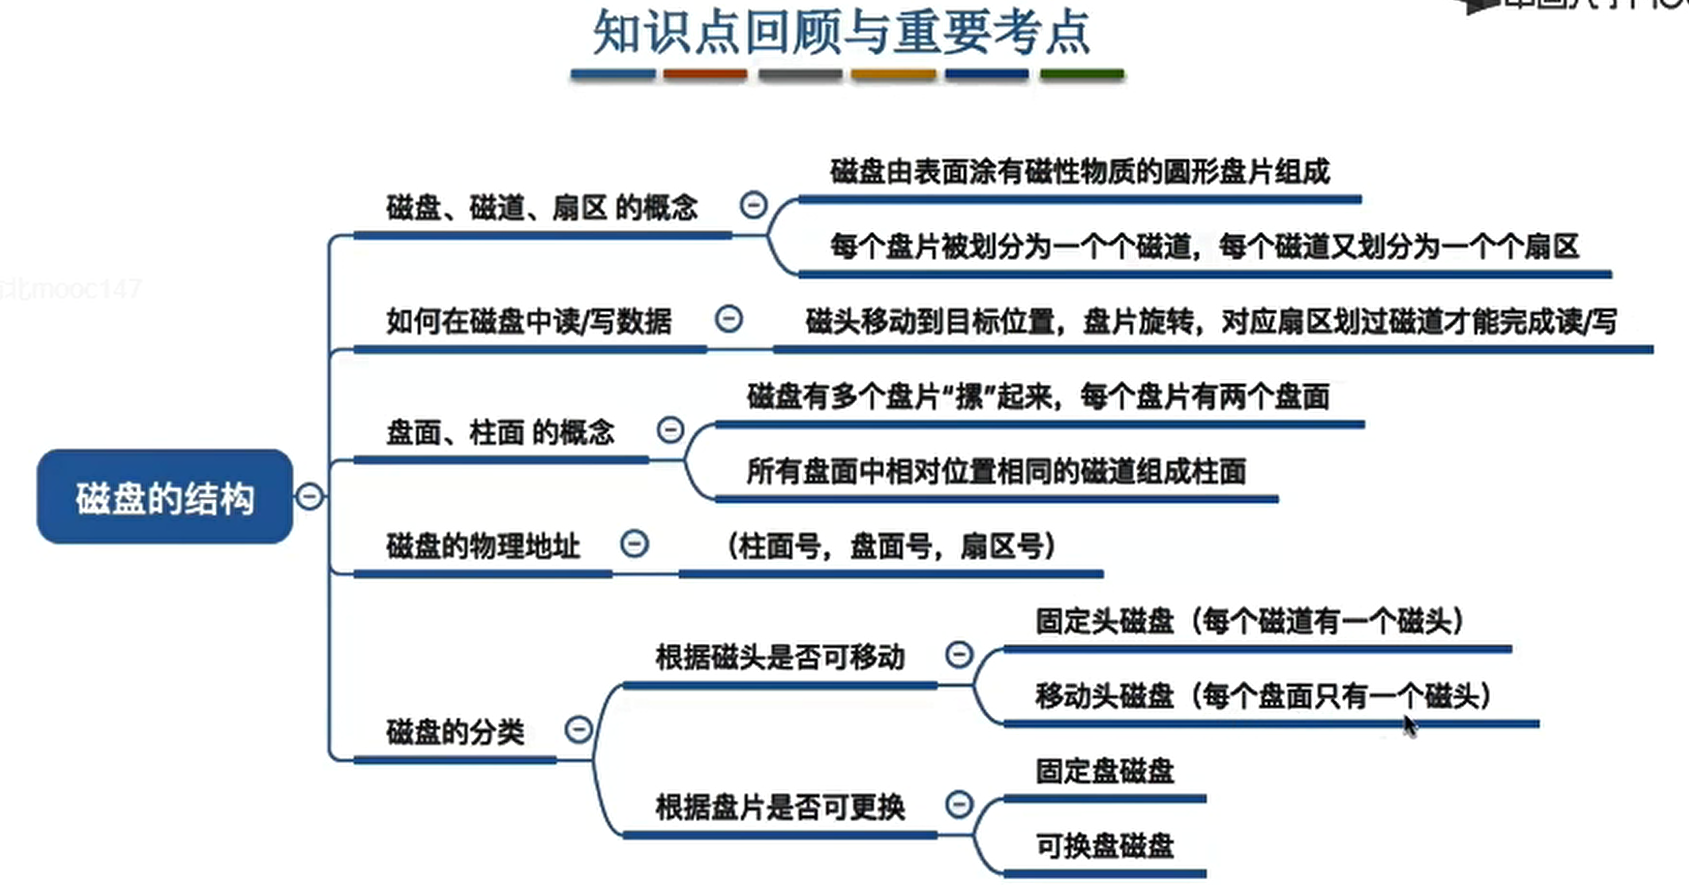 知识点回顾与重要考点
磁盘的结构
磁盘、磁道、扇区 的概念
磁盘由表面涂有磁性物质的圆形盘片组成
每个盘片被划分为一个个磁道，每个磁道又划分为一个个扇区
如何在磁盘中读/写数据
磁头移动到目标位置，盘片旋转，对应扇区划过磁道才能完成读/写
盘面、柱面 的概念
磁盘有多个盘片“摞”起来，每个盘片有两个盘面
所有盘面中相对位置相同的磁道组成柱面
磁盘的物理地址
（柱面号，盘面号，扇区号）
磁盘的分类
根据磁头是否可移动
固定头磁盘（每个磁道有一个磁头）
移动头磁盘（每个盘面只有一个磁头）
根据盘片是否可更换
固定盘磁盘
可换盘磁盘
mooc147